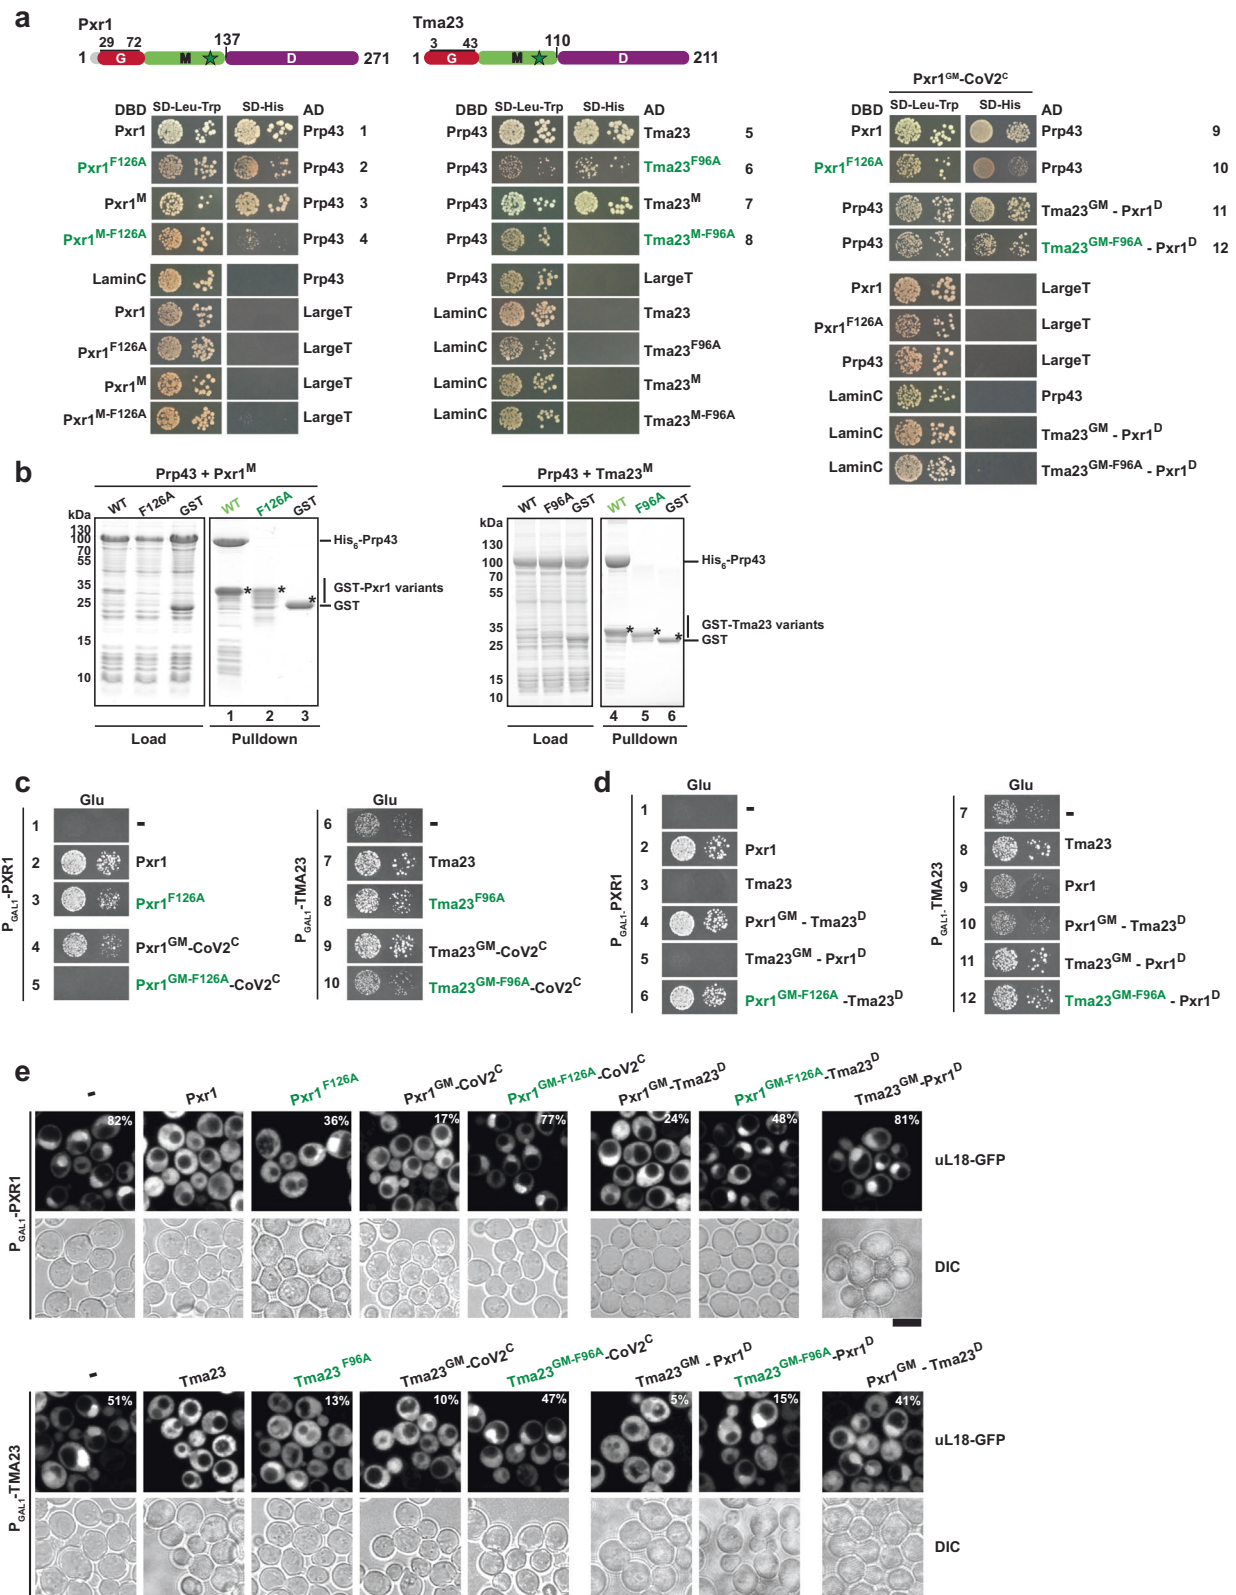 a
Pxr1
29 72
137
1 G M D 271
Tma23
3 43
110
1 G M D 211
DBD SD-Leu-Trp SD-His AD
Pxr1 Prp43 1
Pxr1F126A Prp43 2
Pxr1M Prp43 3
Pxr1M-F126A Prp43 4
LaminC Prp43
Pxr1 LargeT
Pxr1F126A LargeT
Pxr1M LargeT
Pxr1M-F126A LargeT
DBD SD-Leu-Trp SD-His AD
Prp43 Tma23 5
Prp43 Tma23F96A 6
Prp43 Tma23M 7
Prp43 Tma23M-F96A 8
Prp43 LargeT
LaminC Tma23
LaminC Tma23F96A
LaminC Tma23M
LaminC Tma23M-F96A
Pxr1GM-CoV2C
DBD SD-Leu-Trp SD-His AD
Pxr1 Prp43 9
Pxr1F126A Prp43 10
Prp43 Tma23GM - Pxr1D 11
Prp43 Tma23GM-F96A - Pxr1D 12
Pxr1 LargeT
Pxr1F126A LargeT
Prp43 LargeT
LaminC Prp43
LaminC Tma23GM - Pxr1D
LaminC Tma23GM-F96A - Pxr1D
b
Prp43 + Pxr1M
WT F126A GST WT F126A GST
kDa
130
100
70
55
35
25
15
10
His6-Prp43
GST-Pxr1 variants
GST
* * *
1 2 3
Load Pulldown
Prp43 + Tma23M
WT F96A GST WT F96A GST
kDa
130
100
70
55
35
25
15
10
His6-Prp43
GST-Tma23 variants
GST
* * *
4 5 6
Load Pulldown
c
Glu
PGAL1-PXR1
1 -
2 Pxr1
3 Pxr1F126A
4 Pxr1GM-CoV2C
5 Pxr1GM-F126A-CoV2C
Glu
PGAL1-TMA23
6 -
7 Tma23
8 Tma23F96A
9 Tma23GM-CoV2C
10 Tma23GM-F96A-CoV2C
d
Glu
PGAL1-PXR1
1 -
2 Pxr1
3 Tma23
4 Pxr1GM - Tma23D
5 Tma23GM - Pxr1D
6 Pxr1GM-F126A -Tma23D
Glu
PGAL1-TMA23
7 -
8 Tma23
9 Pxr1
10 Pxr1GM - Tma23D
11 Tma23GM - Pxr1D
12 Tma23GM-F96A - Pxr1D
e
- Pxr1 Pxr1F126A Pxr1GM-CoV2C Pxr1GM-F126A-CoV2C Pxr1GM-Tma23D Pxr1GM-F126A-Tma23D Tma23GM-Pxr1D
PGAL1-PXR1
82% 36% 17% 77% 24% 48% 81%
uL18-GFP
DIC
- Tma23 Tma23F96A Tma23GM-CoV2C Tma23GM-F96A-CoV2C Tma23GM - Pxr1D Tma23GM-F96A-Pxr1D Pxr1GM - Tma23D
PGAL1-TMA23
51% 13% 10% 47% 5% 15% 41%
uL18-GFP
DIC